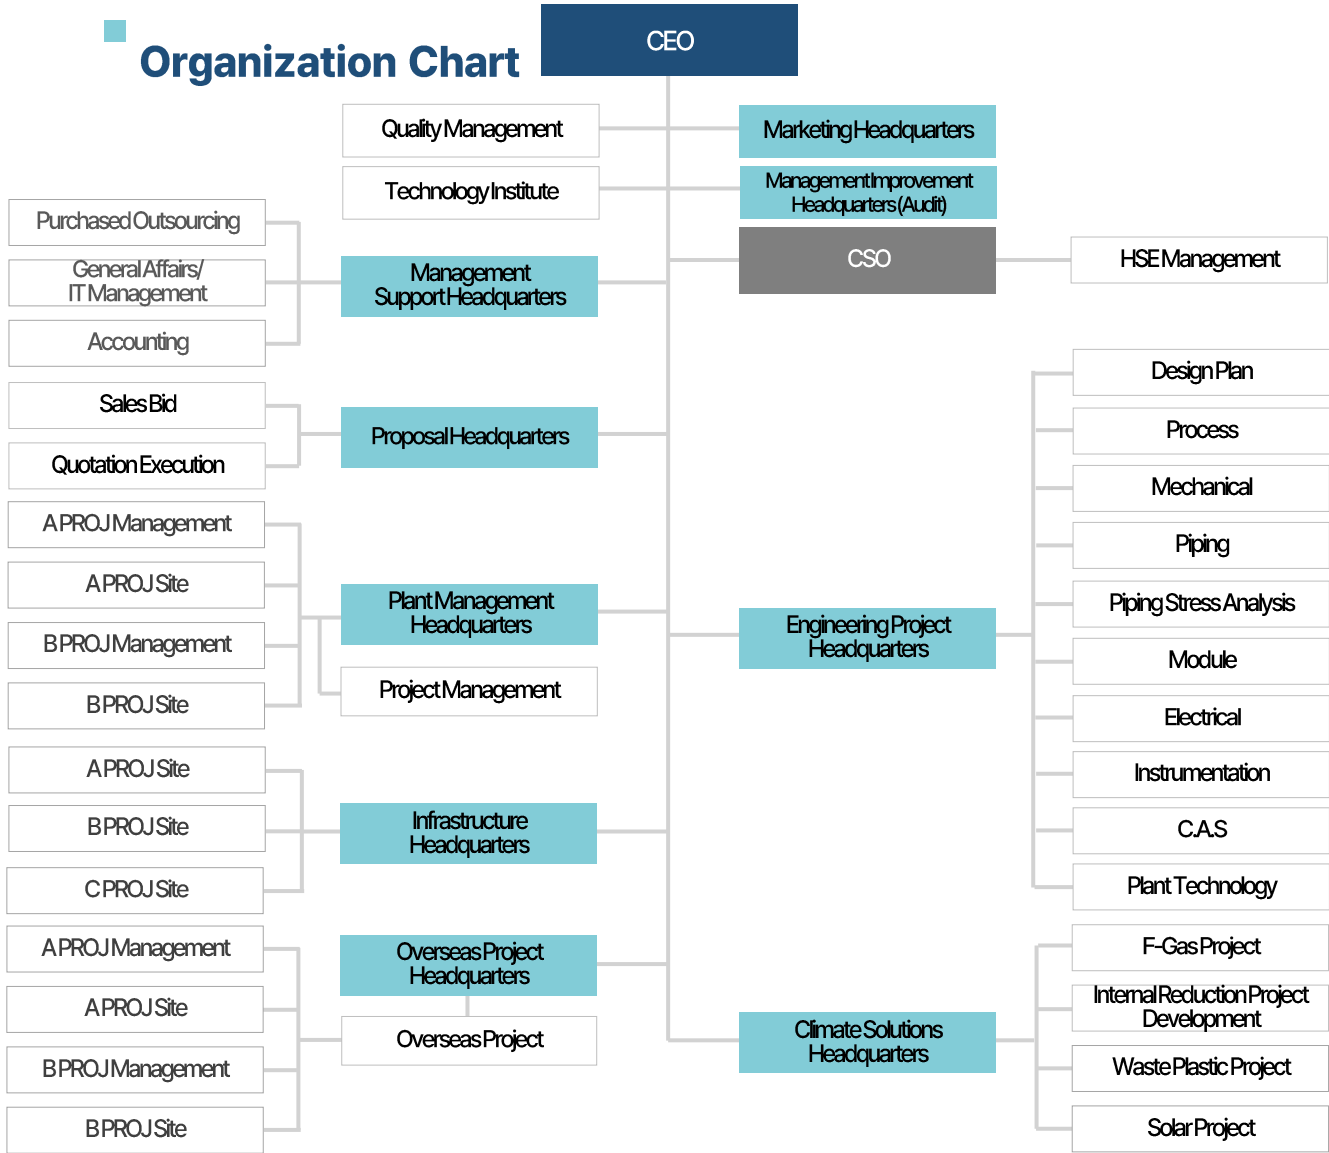 Organization Chart
CEO
Quality Management
Marketing Headquarters
Technology Institute
Management Improvement
Headquarters (Audit)
Purchased Outsourcing
General Affairs/
IT Management
Accounting
Management
Support Headquarters
CSO
HSE Management
Sales Bid
Quotation Execution
Proposal Headquarters
A PROJ Management
A PROJ Site
B PROJ Management
B PROJ Site
Plant Management
Headquarters
Project Management
A PROJ Site
B PROJ Site
C PROJ Site
Infrastructure
Headquarters
A PROJ Management
A PROJ Site
B PROJ Management
B PROJ Site
Overseas Project
Headquarters
Overseas Project
Engineering Project
Headquarters
Design Plan
Process
Mechanical
Piping
Piping Stress Analysis
Module
Electrical
Instrumentation
C.A.S
Plant Technology
Climate Solutions
Headquarters
F-Gas Project
Internal Reduction Project
Development
Waste Plastic Project
Solar Project